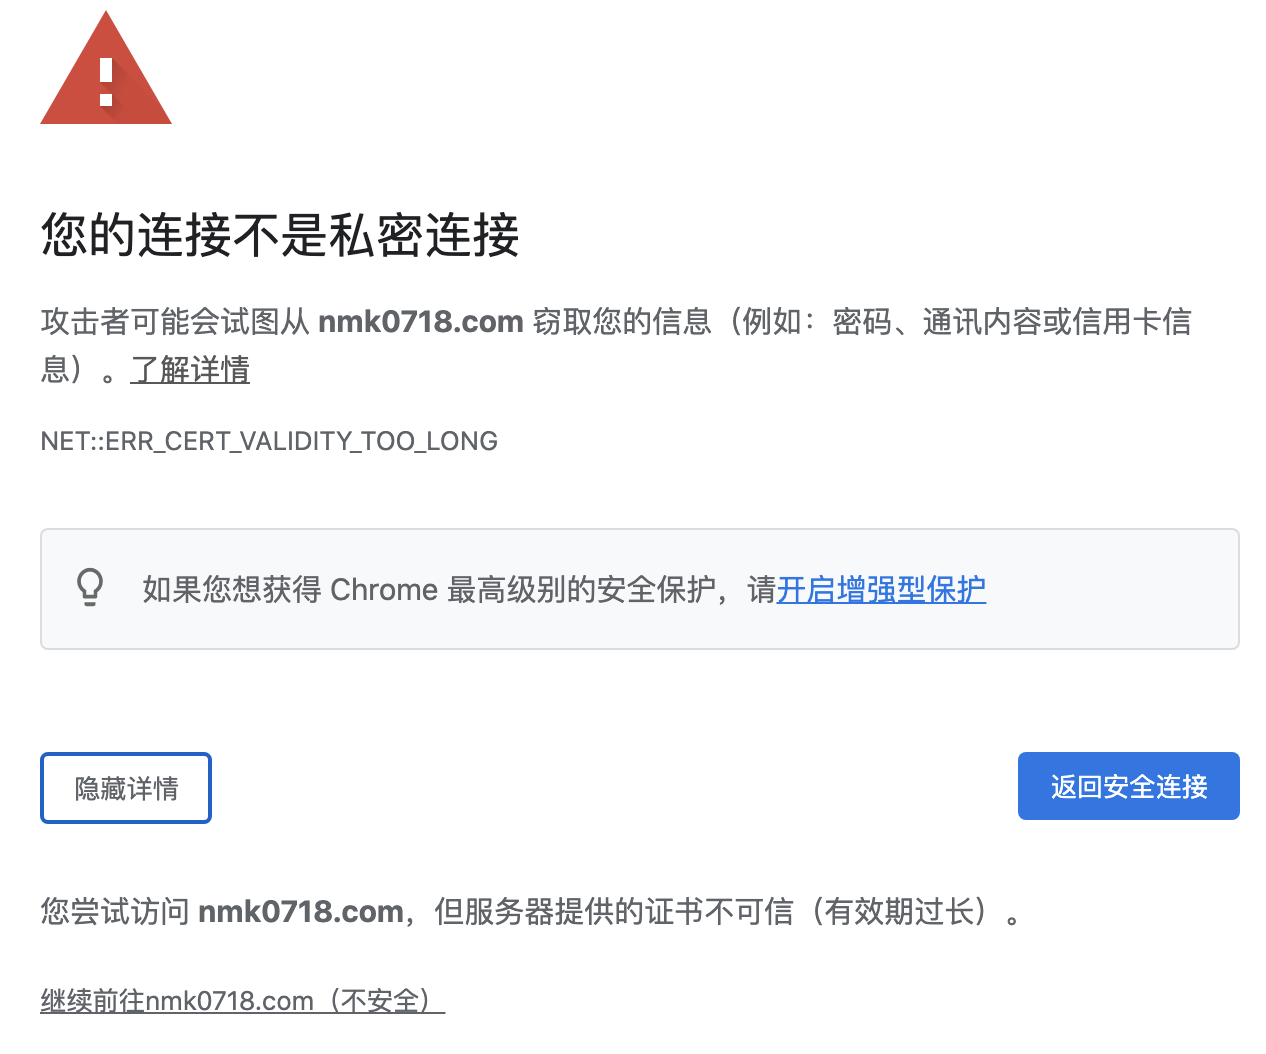 您的连接不是私密连接
攻击者可能会试图从 nmk0718.com 窃取您的信息（例如：密码、通讯内容或信用卡信
息）。了解详情
NET::ERR_CERT_VALIDITY_TOO_LONG
如果您想获得 Chrome 最高级别的安全保护，请开启增强型保护
隐藏详情
返回安全连接
您尝试访问 nmk0718.com，但服务器提供的证书不可信（有效期过长）。
继续前往nmk0718.com（不安全）